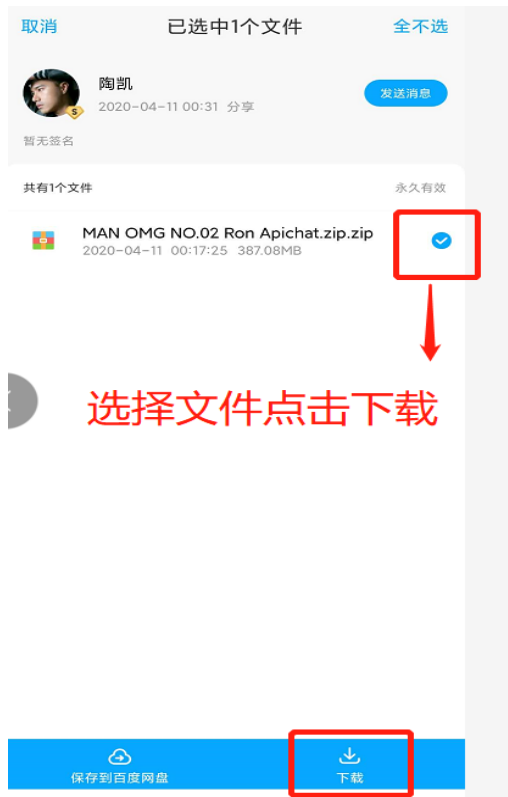 取消 已选中1个文件 全不选
陶凯
2020-04-11 00:31 分享
发送消息
S
暂无签名
共有1个文件 永久有效
MAN OMG NO.02 Ron Apichat.zip.zip
2020-04-11 00:17:25 387.08MB
选择文件点击下载
保存到百度网盘 下载